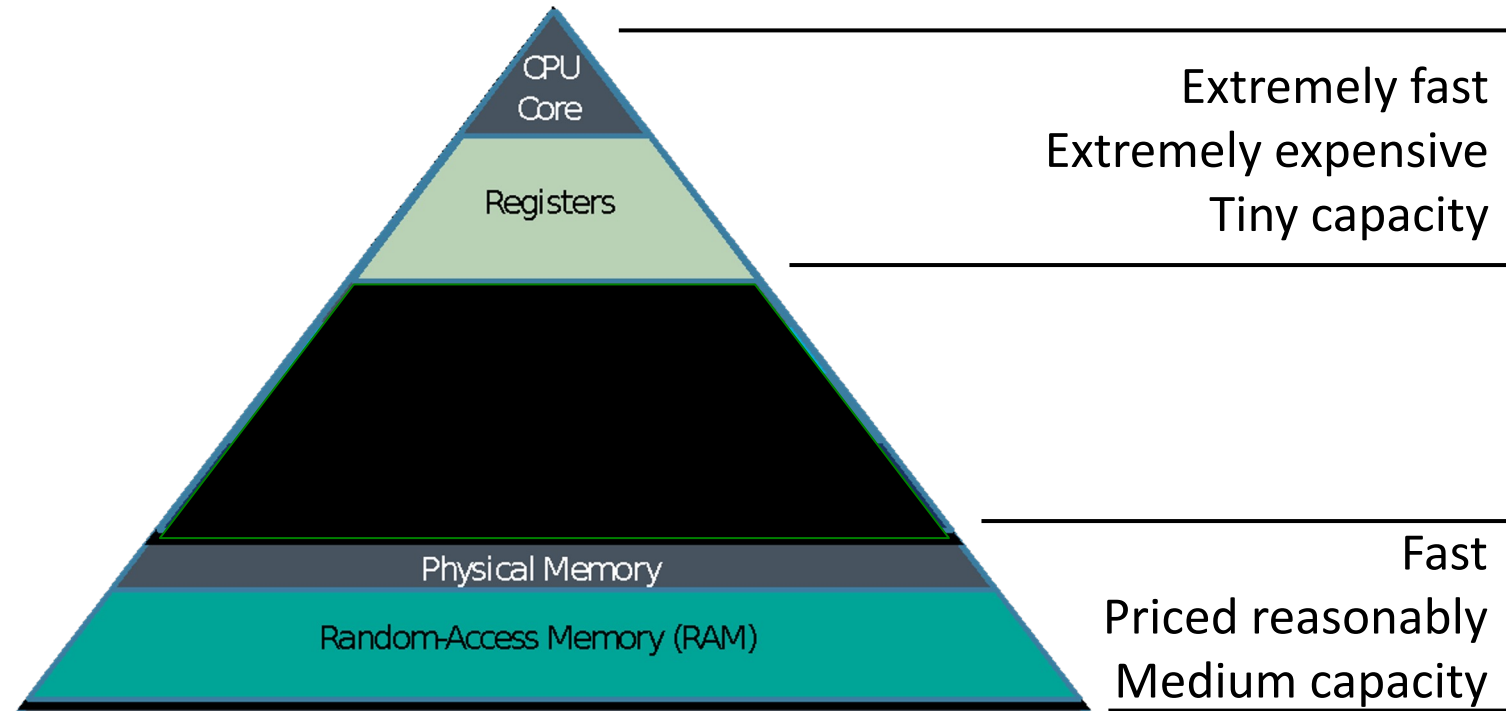 CPU
Core
Registers
Physical Memory
Random-Access Memory (RAM)
Extremely fast
Extremely expensive
Tiny capacity
Fast
Priced reasonably
Medium capacity